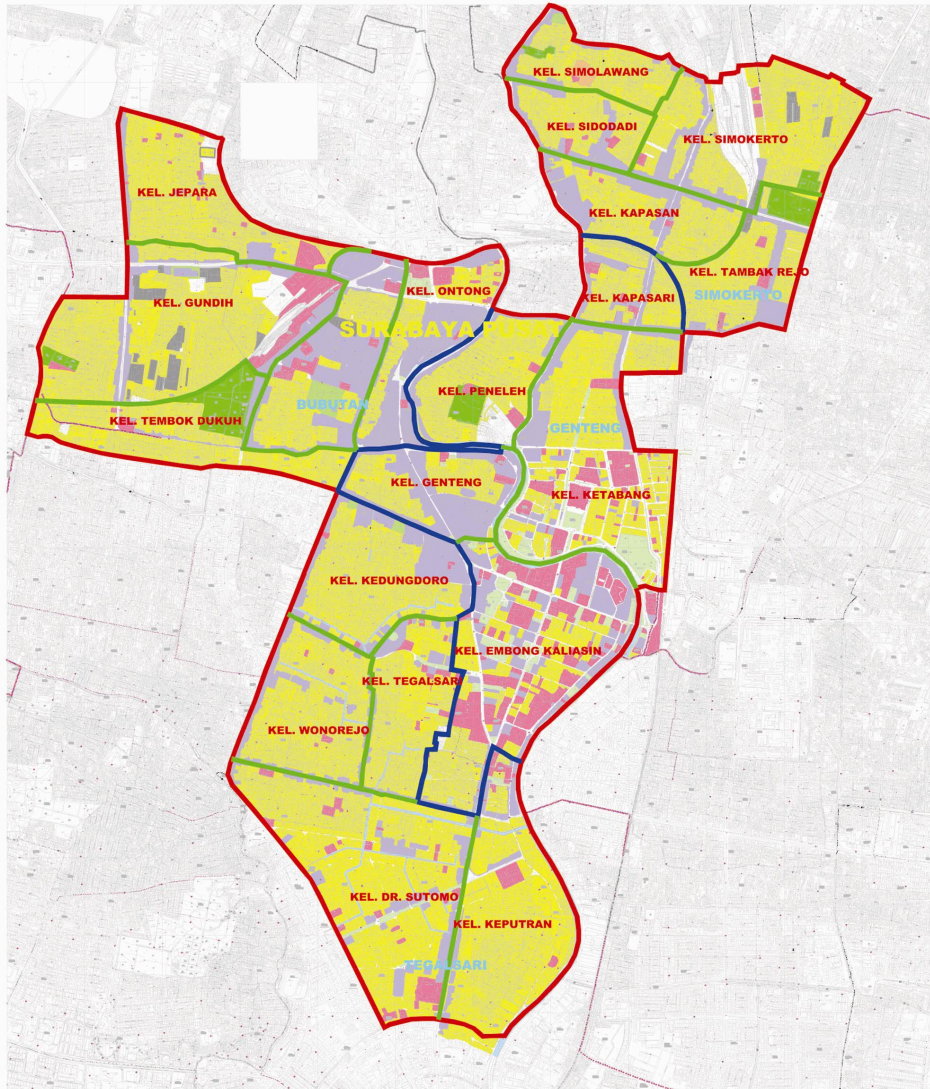 KEL. SIMOLAWANG
KEL. SIDODADI
KEL. SIMOKERTO
KEL. JEPARA
KEL. KAPASAN
KEL. TAMBAK REJO
KEL. ONTONG
SIMOKERTO
KEL. KAPASARI
KEL. GUNDIH
SURABAYA PUSAT
KEL. PENELEH
BUBUTAN
KEL. TEMBOK DUKUH
GENTENG
KEL. GENTENG
KEL. KETABANG
KEL. KEDUNGDORO
KEL. EMBONG KALIASIN
KEL. TEGALSARI
KEL. WONOREJO
KEL. DR. SUTOMO
KEL. KEPUTRAN
TEGALSARI